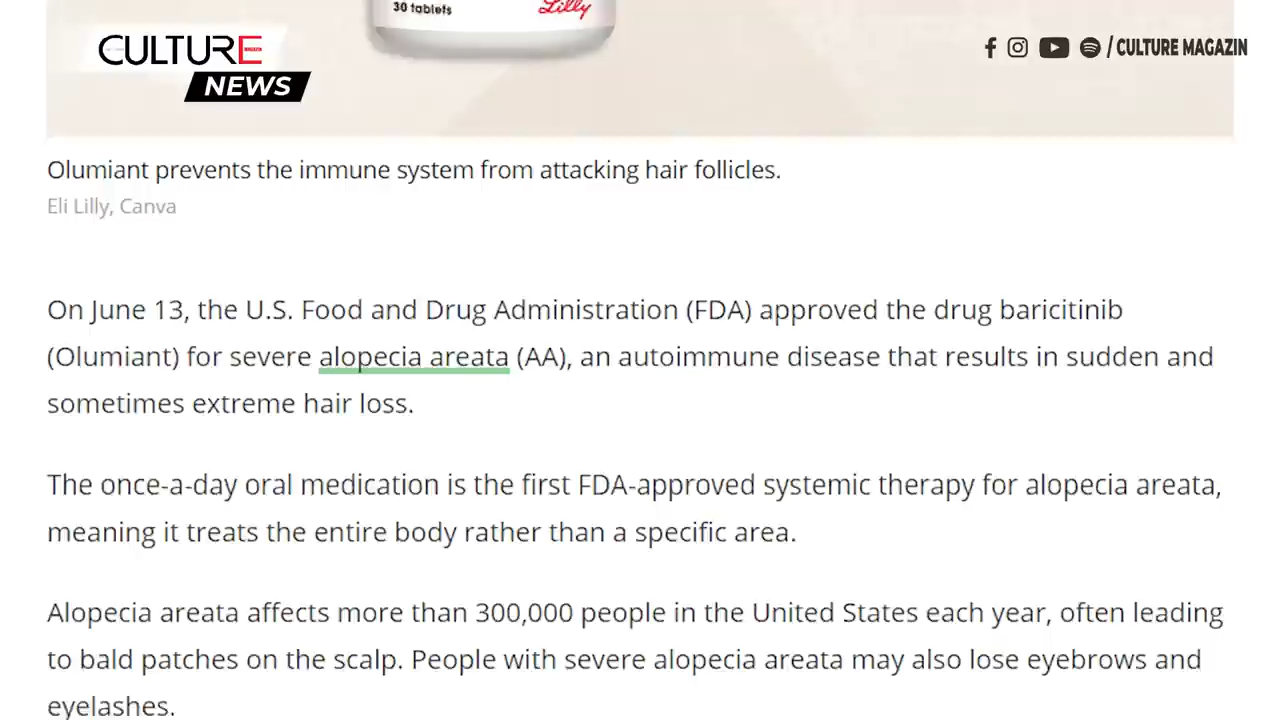 30 tablets
Lilly
CULTURE
NEWS
/ CULTURE MAGAZIN
Olumiant prevents the immune system from attacking hair follicles.
Eli Lilly, Canva
On June 13, the U.S. Food and Drug Administration (FDA) approved the drug baricitinib
(Olumiant) for severe alopecia areata (AA), an autoimmune disease that results in sudden and
sometimes extreme hair loss.
The once-a-day oral medication is the first FDA-approved systemic therapy for alopecia areata,
meaning it treats the entire body rather than a specific area.
Alopecia areata affects more than 300,000 people in the United States each year, often leading
to bald patches on the scalp. People with severe alopecia areata may also lose eyebrows and
eyelashes.